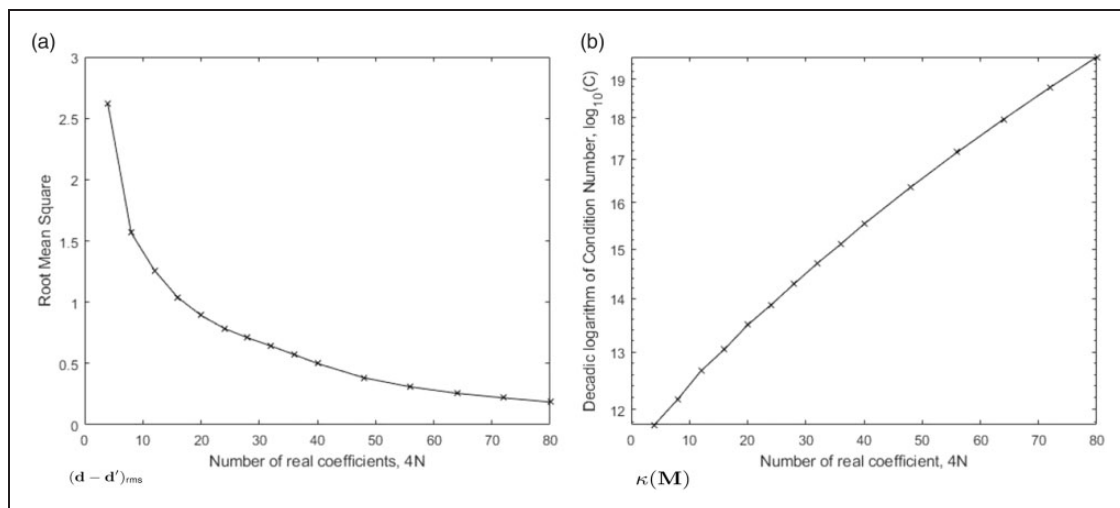 (a)
3
2.5
2
1.5
1
0.5
0
Root Mean Square
0 10 20 30 40 50 60 70 80
Number of real coefficients, 4N
(d − d′)rms
(b)
19
18
17
16
15
14
13
12
Decadic logarithm of Condition Number, log10(C)
0 10 20 30 40 50 60 70 80
Number of real coefficient, 4N
κ(M)